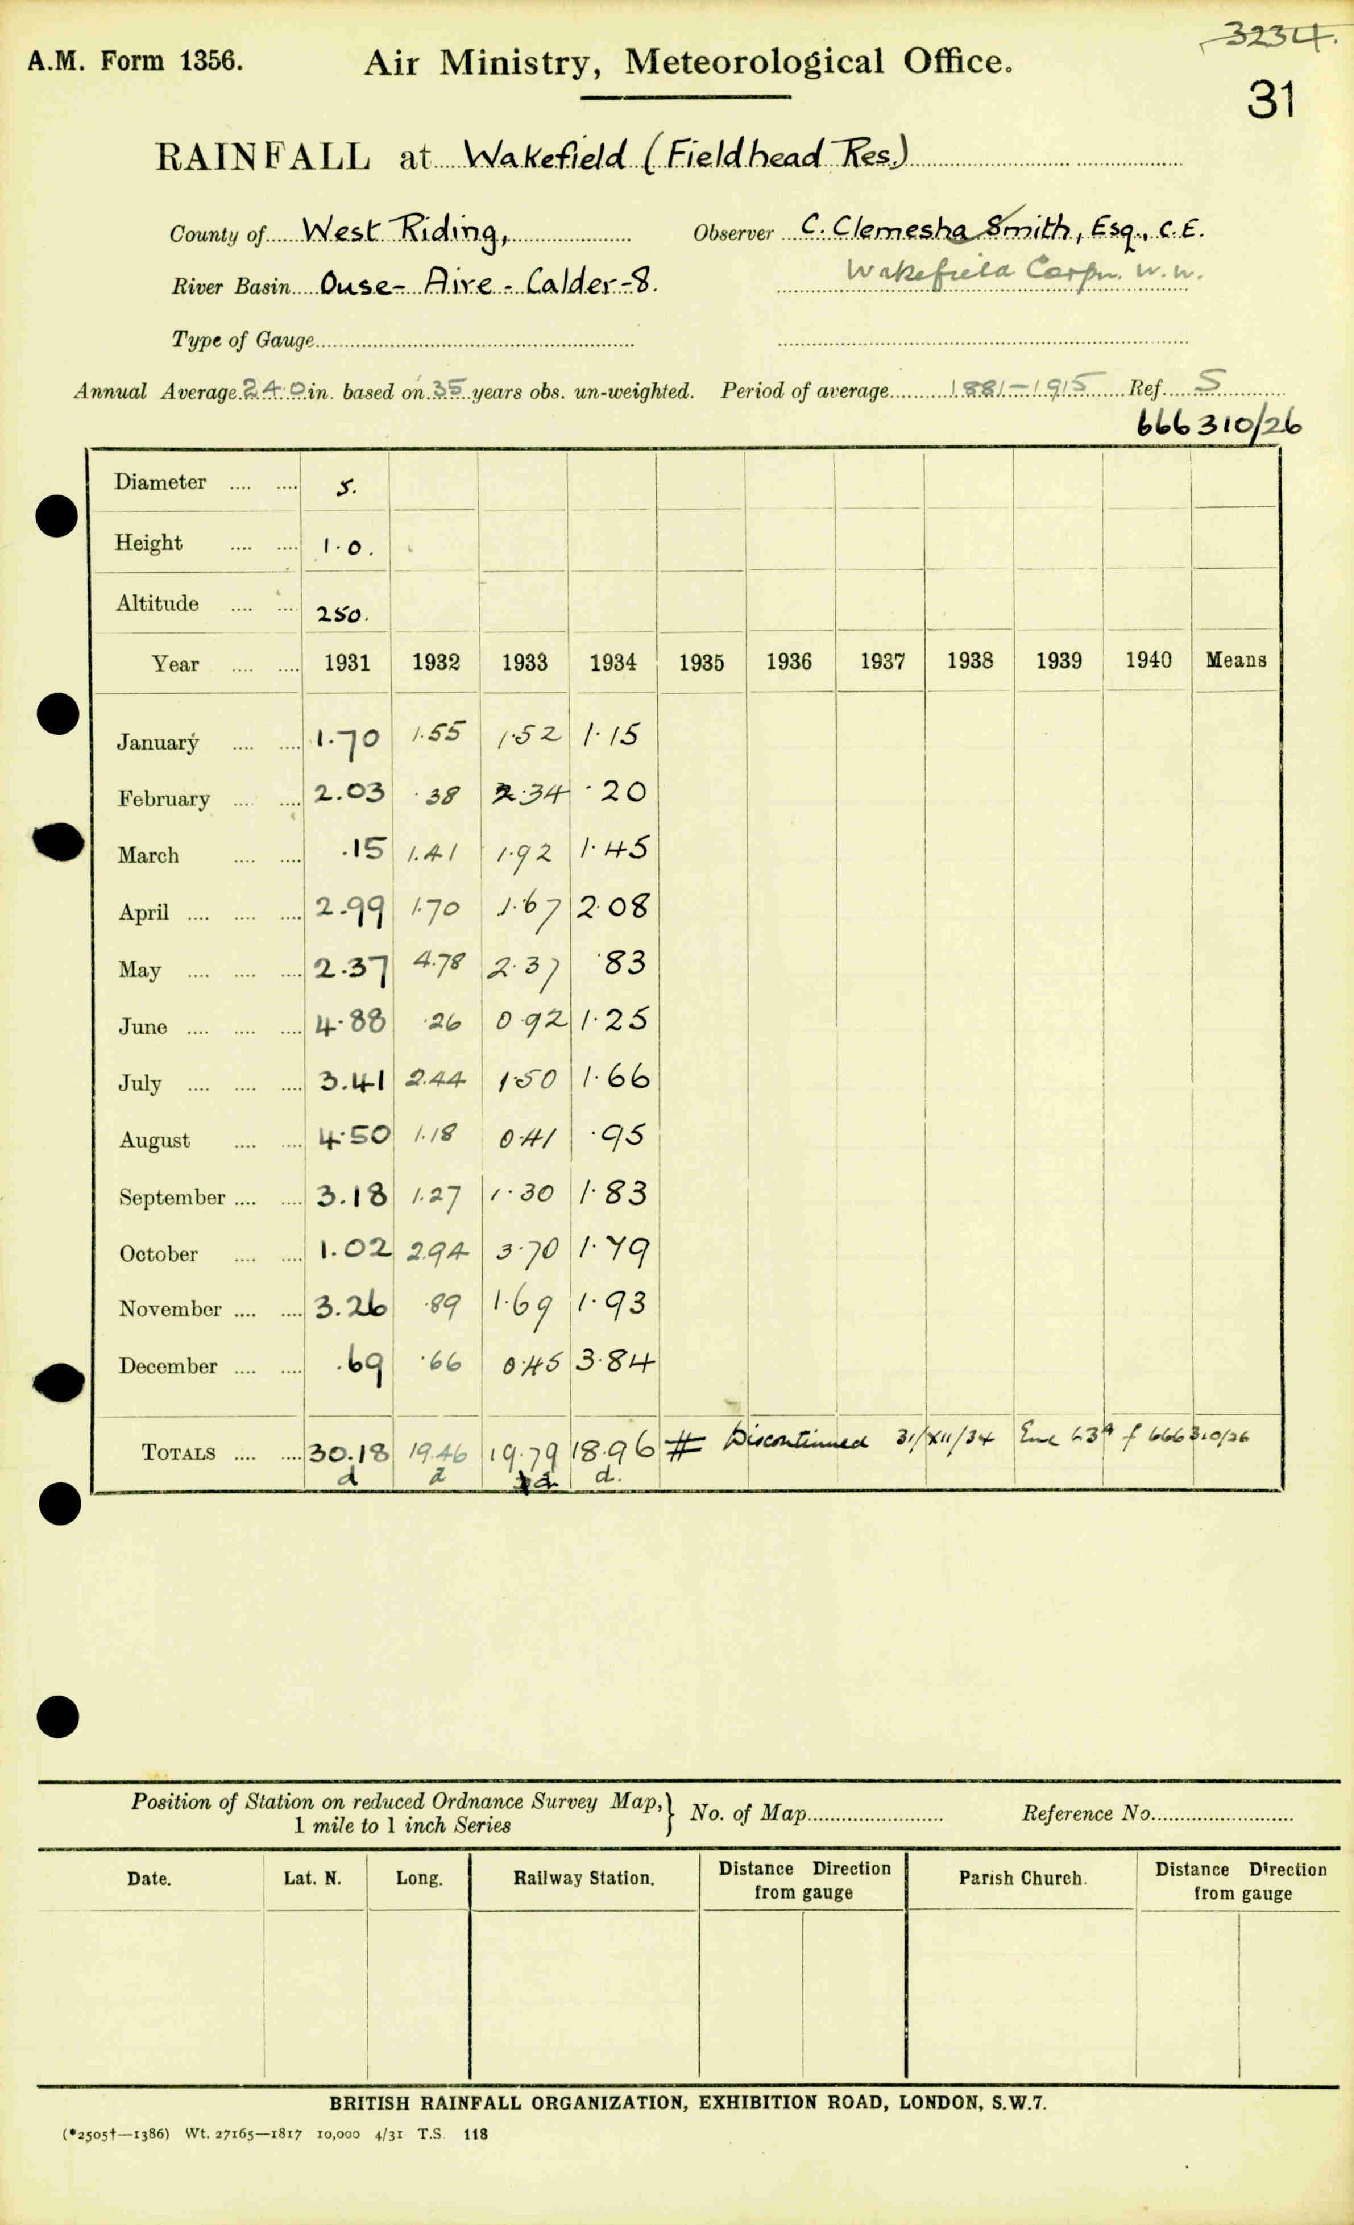 3234.
A.M. Form 1356. Air Ministry, Meteorological Office.
31
RAINFALL at Wakefield (Fieldhead Res.)
County of West Riding, Observer C. Clemesha Smith, Esq., C.E.
Wakefield Corpn. W.W.
River Basin Ouse - Aire - Calder - 8.
Type of Gauge
Annual Average 24.0 in. based on 35 years obs. un-weighted. Period of average 1881-1915 Ref. S
666310/26
Diameter .... .... 5.
Height .... .... 1.0.
Altitude .... .... 250.
Year .... .... 1931 1932 1933 1934 1935 1936 1937 1938 1939 1940 Means
January .... .... 1.70 1.55 1.52 1.15
February .... .... 2.03 .38 2.34 .20
March .... .... .15 1.41 1.92 1.45
April .... .... .... 2.99 1.70 1.67 2.08
May .... .... .... 2.37 4.78 2.37 .83
June .... .... .... 4.88 .26 0.92 1.25
July .... .... .... 3.41 2.44 1.50 1.66
August .... .... 4.50 1.18 0.41 .95
September .... .... 3.18 1.27 1.30 1.83
October .... .... 1.02 2.94 3.70 1.79
November .... .... 3.26 .89 1.69 1.93
December .... .... .69 .66 0.45 3.84
TOTALS .... .... 30.18 19.46 19.79 18.96 # Discontinued 31/XII/34 Enc 63A f 666310/26
d d d d.
Position of Station on reduced Ordnance Survey Map,
1 mile to 1 inch Series } No. of Map Reference No.
Date. Lat. N. Long. Railway Station. Distance Direction from gauge Parish Church. Distance Direction from gauge
BRITISH RAINFALL ORGANIZATION, EXHIBITION ROAD, LONDON, S.W.7.
(*2505†—1386) Wt. 27165—1817 10,000 4/31 T.S. 118